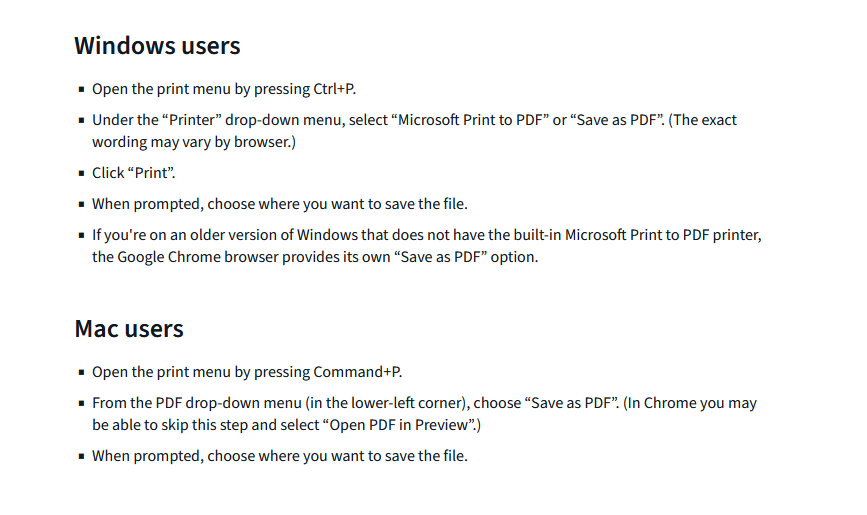 Windows users
▪ Open the print menu by pressing Ctrl+P.
▪ Under the “Printer” drop-down menu, select “Microsoft Print to PDF” or “Save as PDF”. (The exact
wording may vary by browser.)
▪ Click “Print”.
▪ When prompted, choose where you want to save the file.
▪ If you're on an older version of Windows that does not have the built-in Microsoft Print to PDF printer,
the Google Chrome browser provides its own “Save as PDF” option.
Mac users
▪ Open the print menu by pressing Command+P.
▪ From the PDF drop-down menu (in the lower-left corner), choose “Save as PDF”. (In Chrome you may
be able to skip this step and select “Open PDF in Preview”.)
▪ When prompted, choose where you want to save the file.